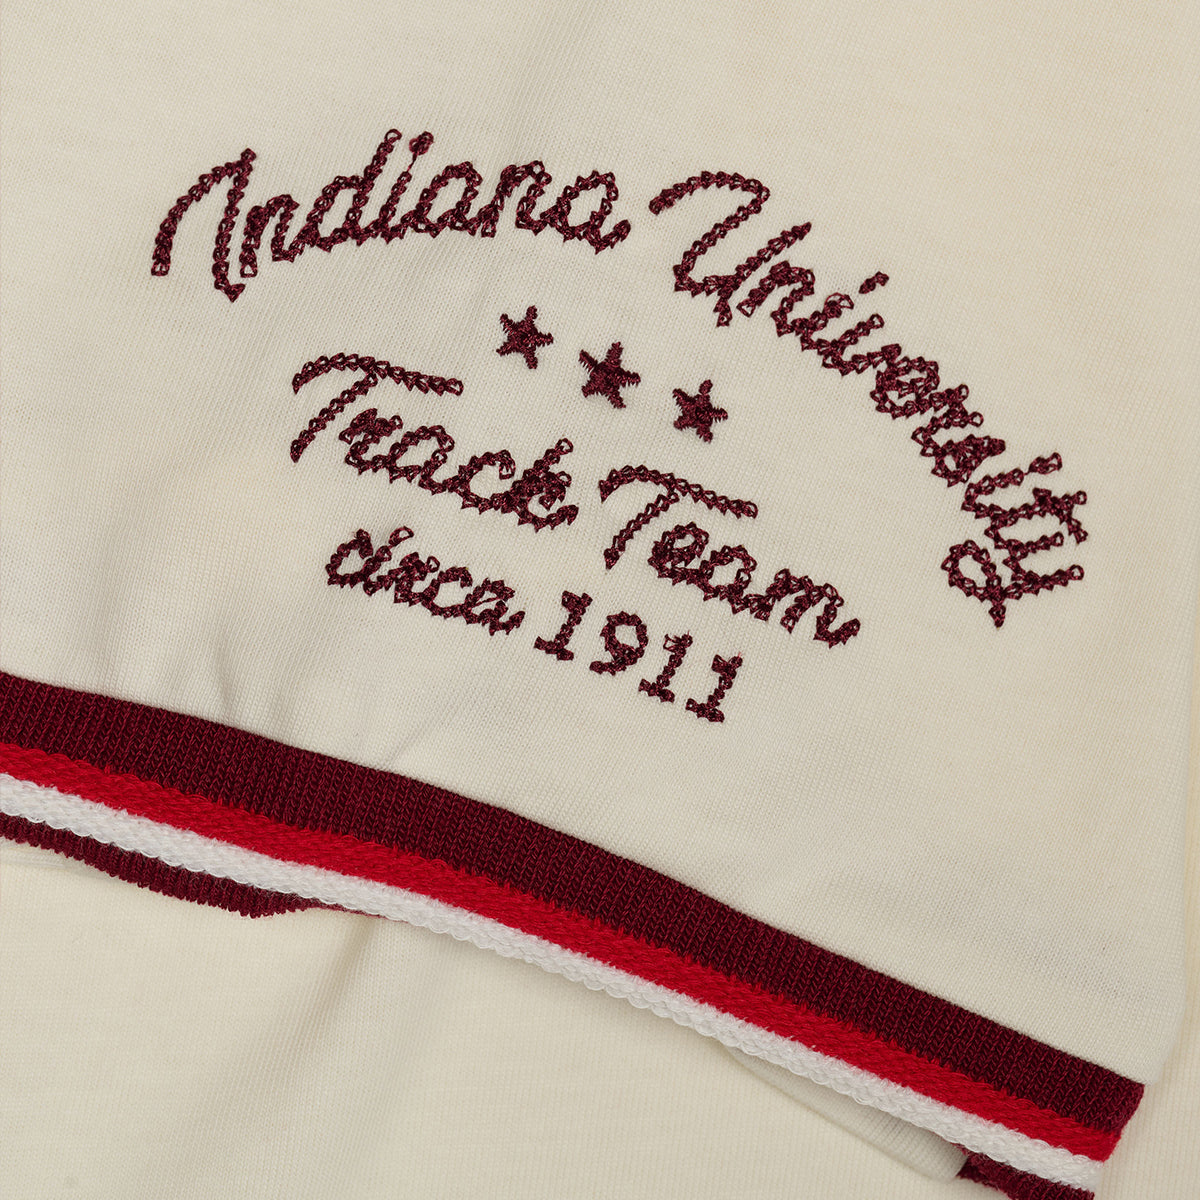 Indiana University
Track Team
circa 1911